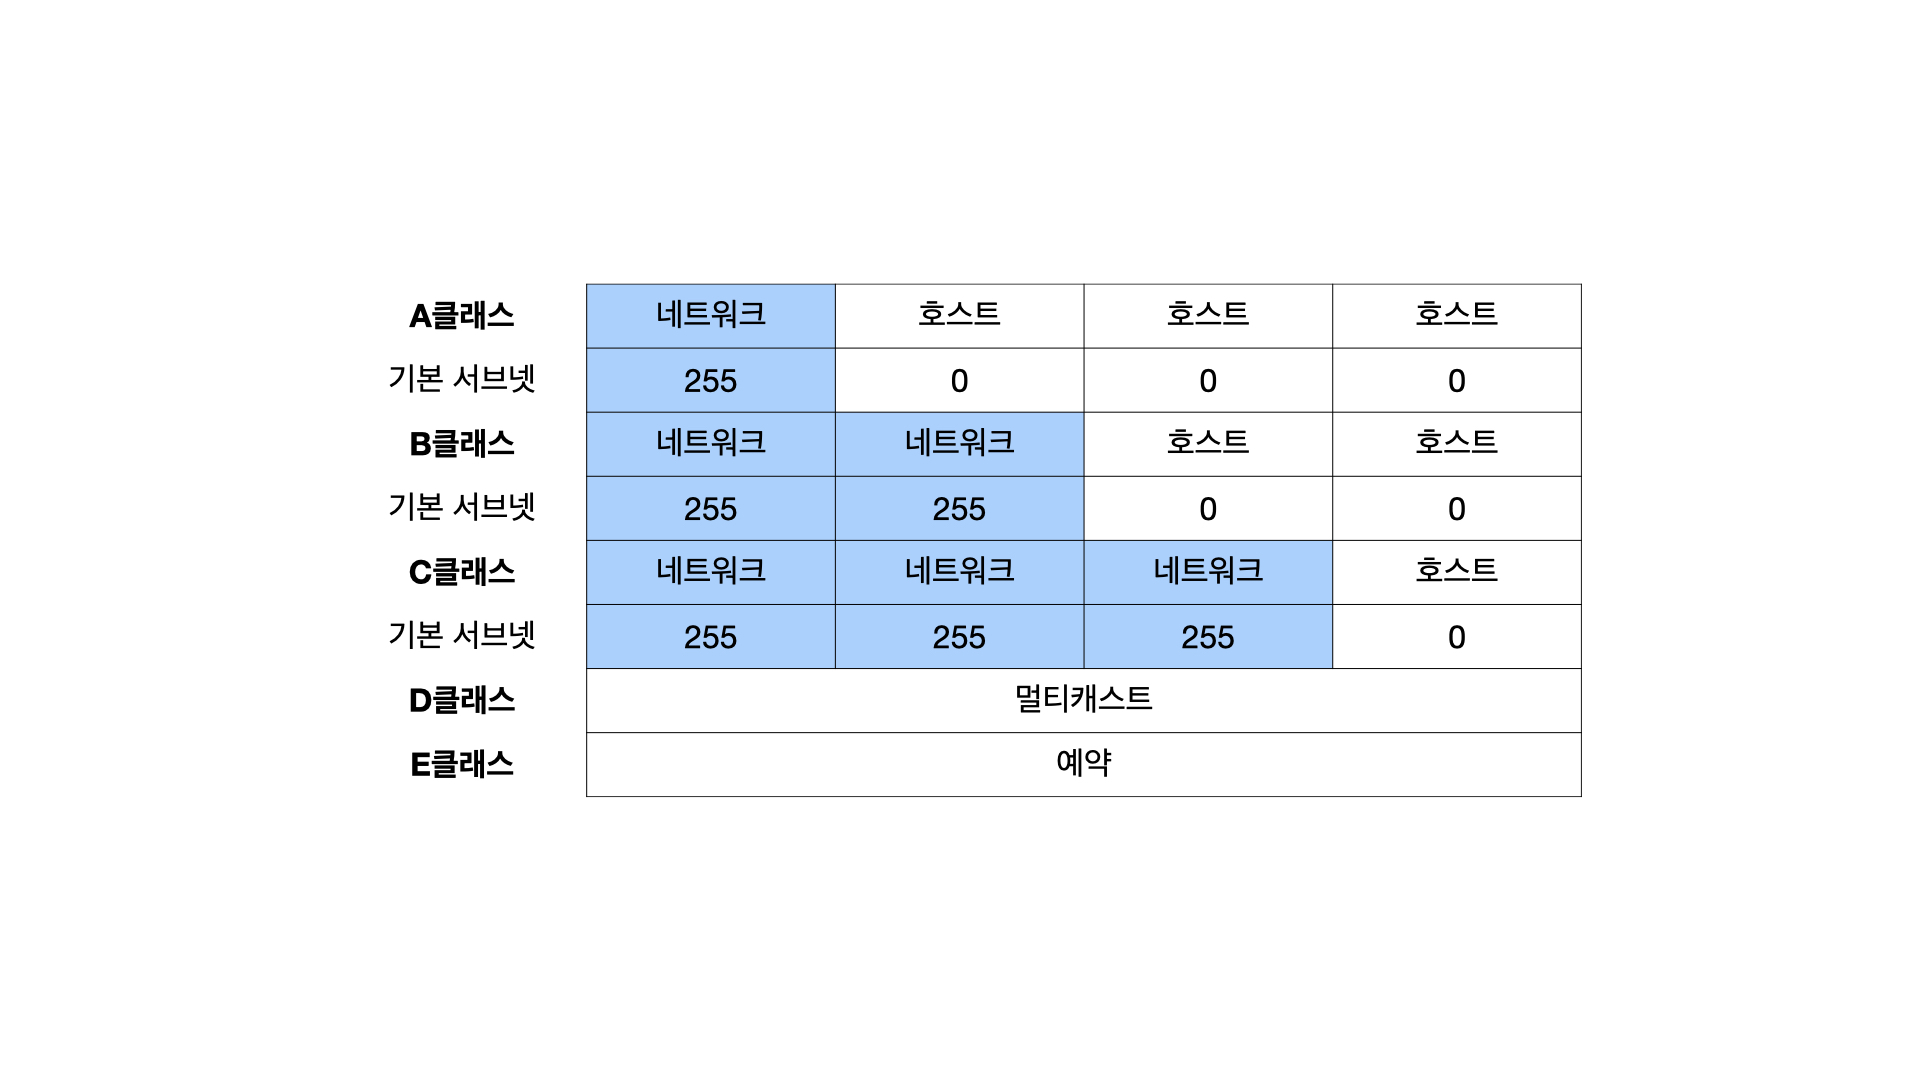 A클래스 네트워크 호스트 호스트 호스트
기본 서브넷 255 0 0 0
B클래스 네트워크 네트워크 호스트 호스트
기본 서브넷 255 255 0 0
C클래스 네트워크 네트워크 네트워크 호스트
기본 서브넷 255 255 255 0
D클래스 멀티캐스트
E클래스 예약